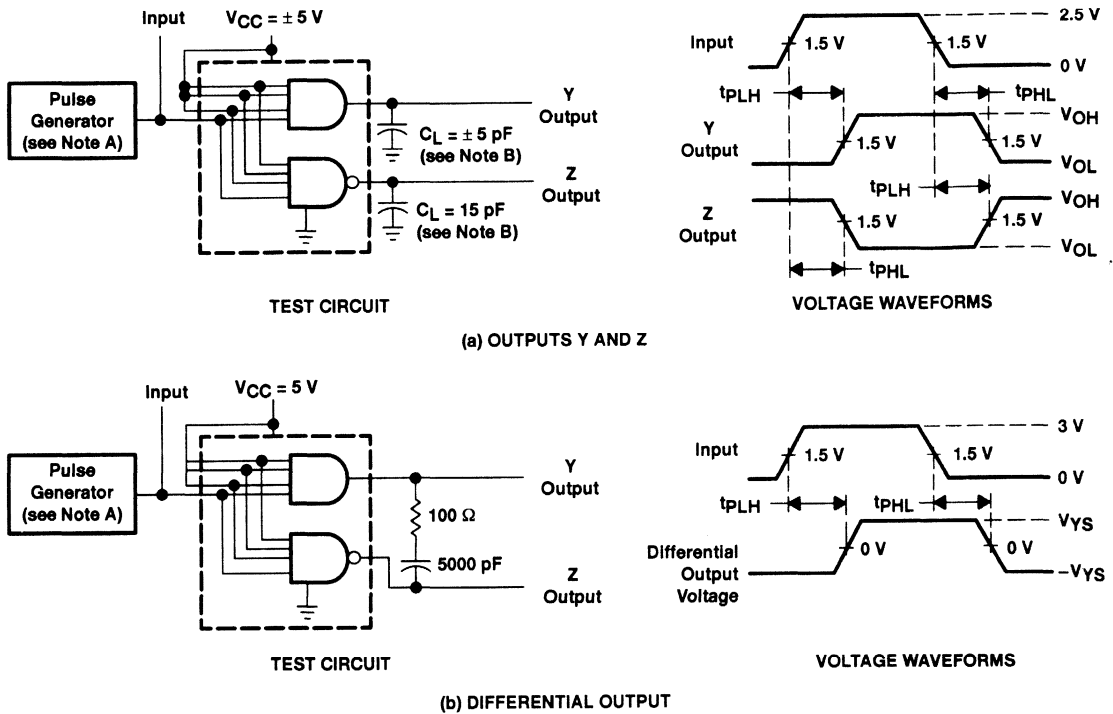 Input
VCC = ± 5 V
Pulse
Generator
(see Note A)
Y
Output
CL = ± 5 pF
(see Note B)
Z
Output
CL = 15 pF
(see Note B)
TEST CIRCUIT
2.5 V
Input
1.5 V
1.5 V
0 V
tPLH
tPHL
VOH
Y
Output
1.5 V
1.5 V
VOL
tPLH
VOH
Z
Output
1.5 V
1.5 V
VOL
tPHL
VOLTAGE WAVEFORMS
(a) OUTPUTS Y AND Z
Input
VCC = 5 V
Pulse
Generator
(see Note A)
Y
Output
100 Ω
5000 pF
Z
Output
TEST CIRCUIT
3 V
Input
1.5 V
1.5 V
0 V
tPLH
tPHL
VYS
Differential
Output
Voltage
0 V
0 V
–VYS
VOLTAGE WAVEFORMS
(b) DIFFERENTIAL OUTPUT